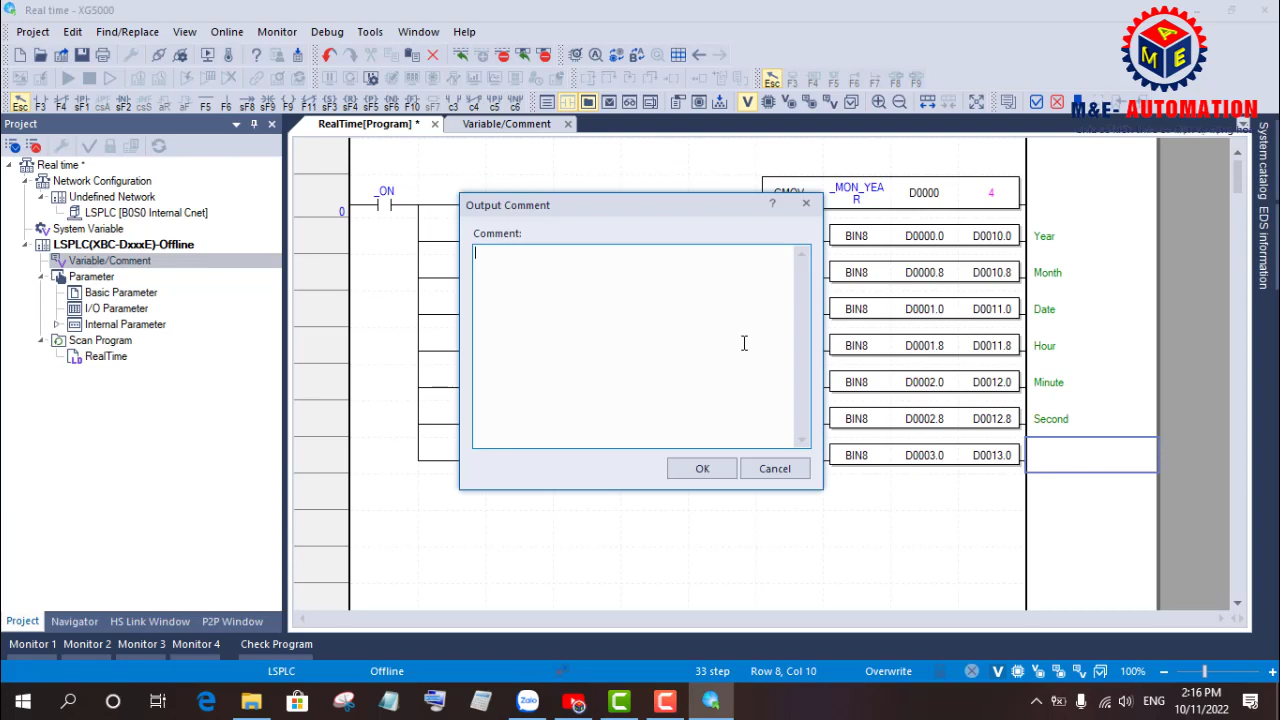 Real time - XG5000
Project Edit Find/Replace View Online Monitor Debug Tools Window Help
M&E- AUTOMATION
Project
RealTime[Program] *
Variable/Comment
Real time *
Network Configuration
Undefined Network
LSPLC [B0S0 Internal Cnet]
System Variable
LSPLC(XBC-DxxxE)-Offline
Variable/Comment
Parameter
Basic Parameter
I/O Parameter
Internal Parameter
Scan Program
RealTime
_ON
0
GMOV _MON_YEA
R D0000 4
BIN8 D0000.0 D0010.0 Year
BIN8 D0000.8 D0010.8 Month
BIN8 D0001.0 D0011.0 Date
BIN8 D0001.8 D0011.8 Hour
BIN8 D0002.0 D0012.0 Minute
BIN8 D0002.8 D0012.8 Second
BIN8 D0003.0 D0013.0
Output Comment
Comment:
OK Cancel
System catalog
EDS information
Project Navigator HS Link Window P2P Window
Monitor 1 Monitor 2 Monitor 3 Monitor 4 Check Program
LSPLC Offline 33 step Row 8, Col 10 Overwrite 100%
ENG
2:16 PM
10/11/2022